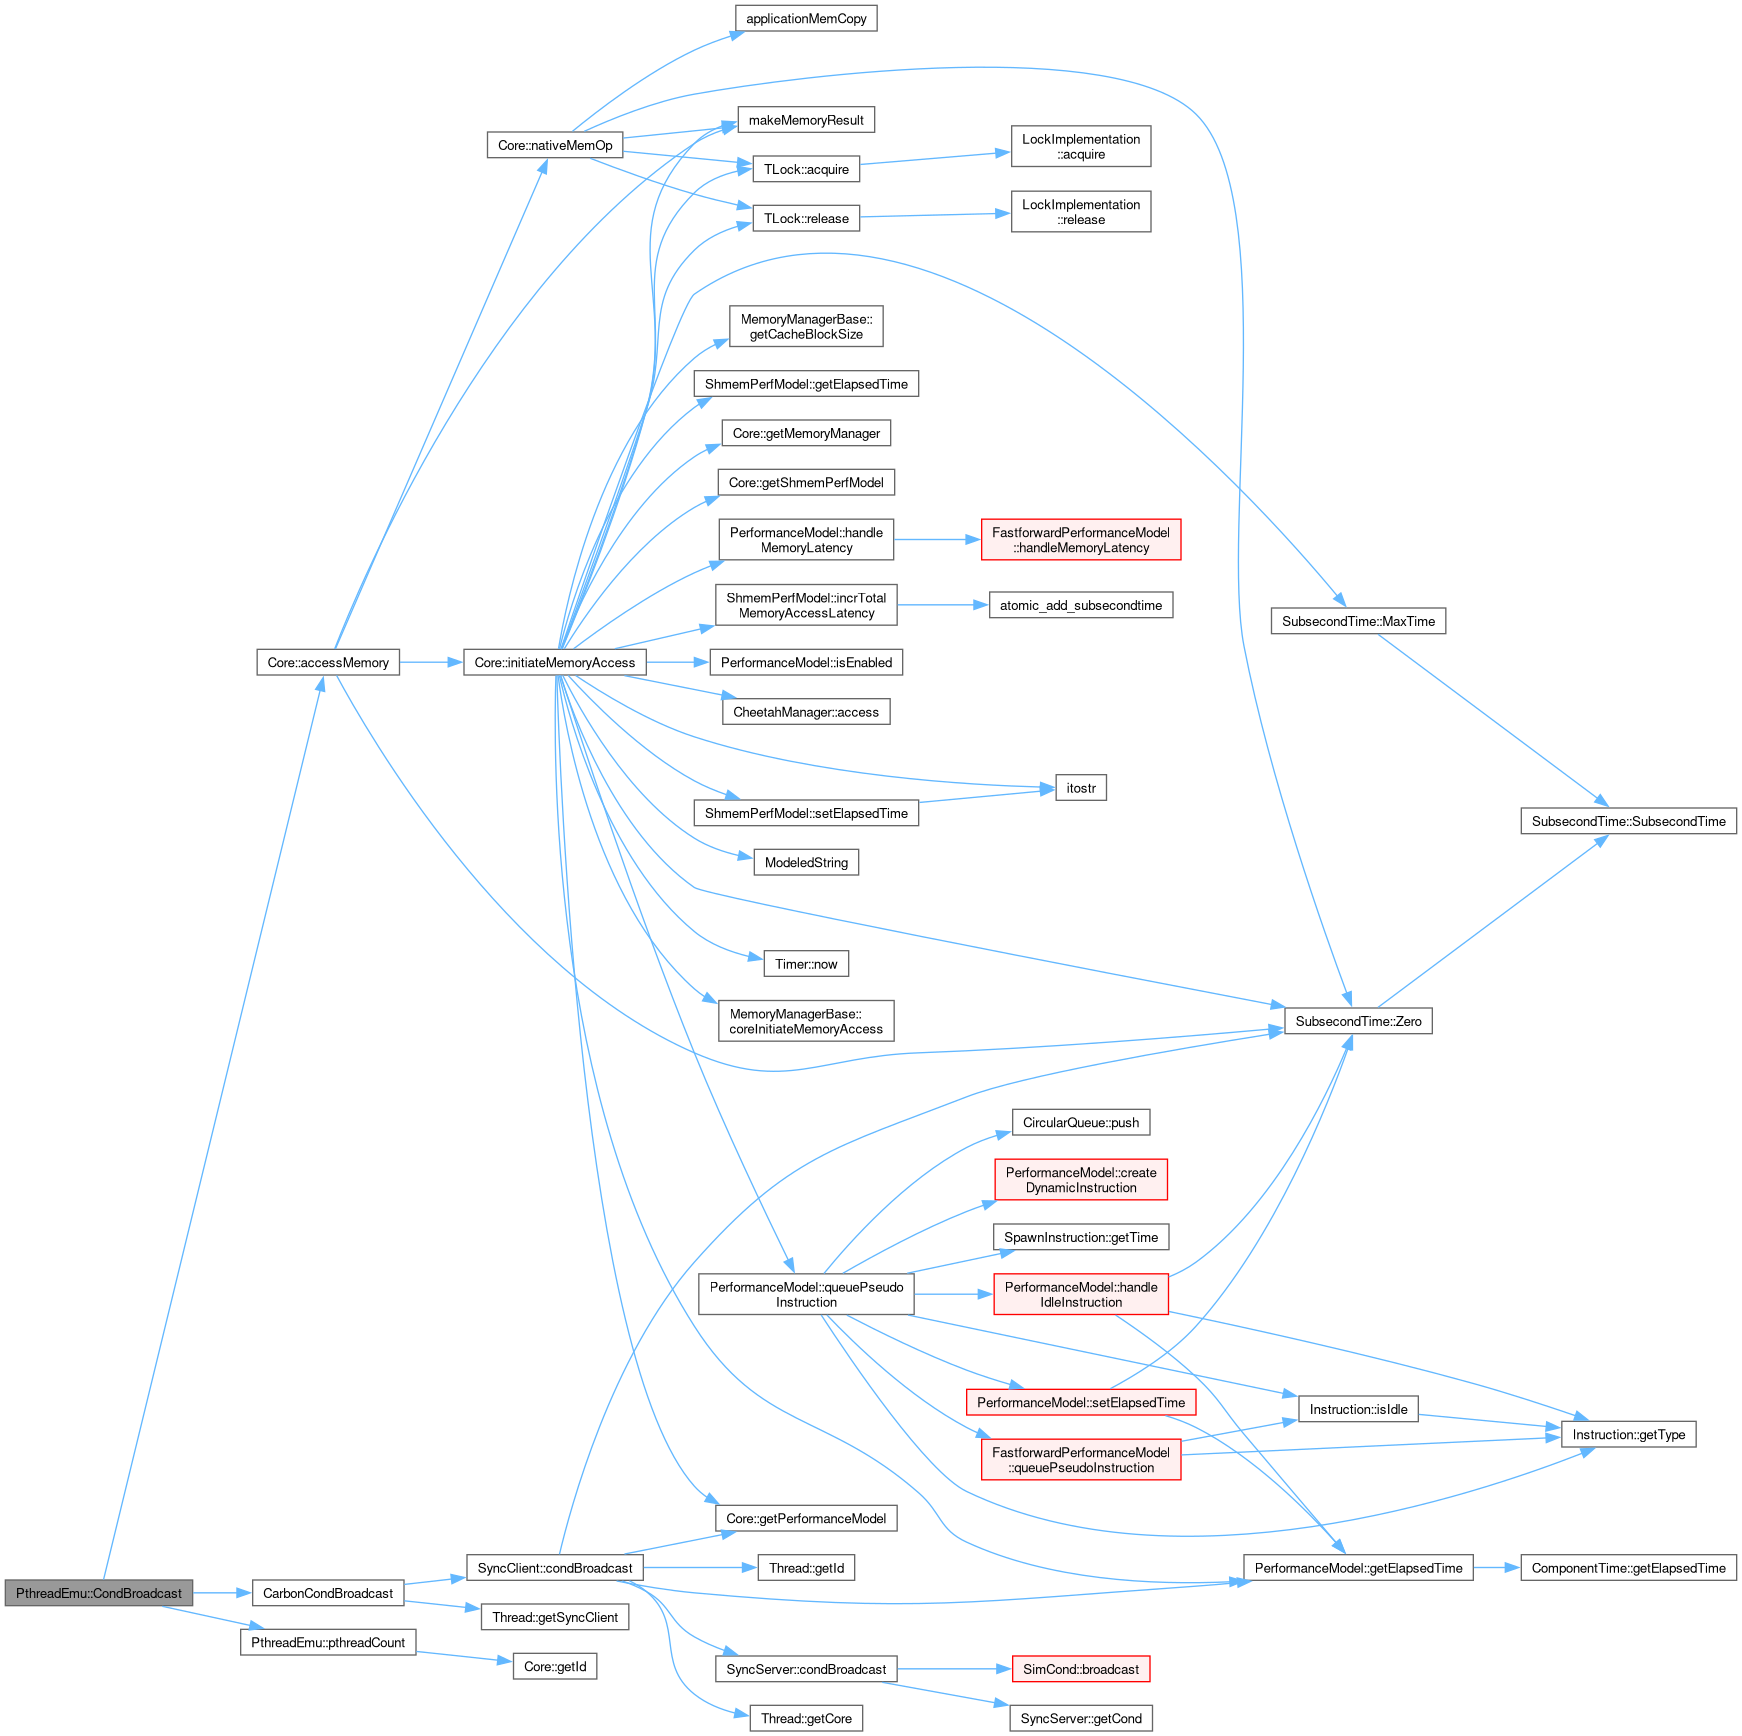 applicationMemCopy
makeMemoryResult
Core::nativeMemOp
TLock::acquire
LockImplementation
::acquire
TLock::release
LockImplementation
::release
MemoryManagerBase::
getCacheBlockSize
ShmemPerfModel::getElapsedTime
Core::getMemoryManager
Core::getShmemPerfModel
PerformanceModel::handle
MemoryLatency
FastforwardPerformanceModel
::handleMemoryLatency
ShmemPerfModel::incrTotal
MemoryAccessLatency
atomic_add_subsecondtime
SubsecondTime::MaxTime
Core::accessMemory
Core::initiateMemoryAccess
PerformanceModel::isEnabled
CheetahManager::access
itostr
ShmemPerfModel::setElapsedTime
SubsecondTime::SubsecondTime
ModeledString
Timer::now
MemoryManagerBase::
coreInitiateMemoryAccess
SubsecondTime::Zero
CircularQueue::push
PerformanceModel::create
DynamicInstruction
SpawnInstruction::getTime
PerformanceModel::queuePseudo
Instruction
PerformanceModel::handle
IdleInstruction
PerformanceModel::setElapsedTime
Instruction::isIdle
Instruction::getType
FastforwardPerformanceModel
::queuePseudoInstruction
Core::getPerformanceModel
SyncClient::condBroadcast
Thread::getId
PerformanceModel::getElapsedTime
ComponentTime::getElapsedTime
PthreadEmu::CondBroadcast
CarbonCondBroadcast
Thread::getSyncClient
PthreadEmu::pthreadCount
Core::getId
SyncServer::condBroadcast
SimCond::broadcast
Thread::getCore
SyncServer::getCond